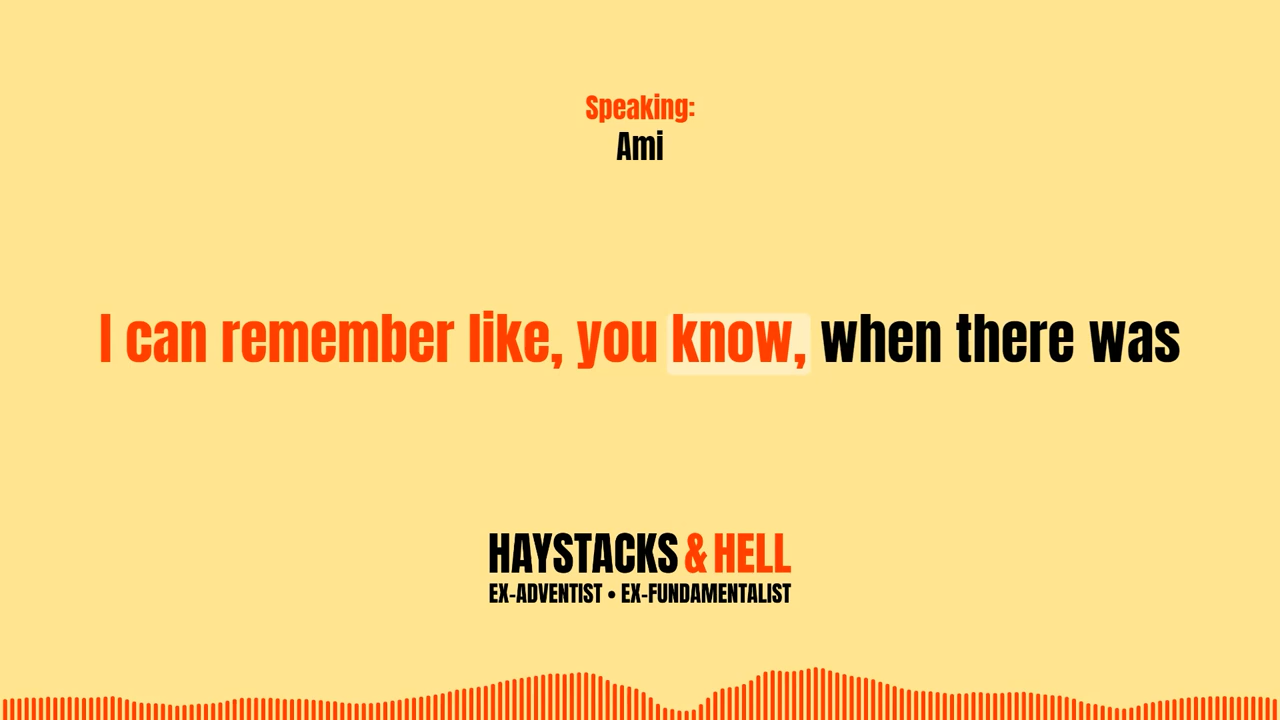 Speaking:
Ami
I can remember like, you know, when there was
HAYSTACKS & HELL
EX-ADVENTIST • EX-FUNDAMENTALIST